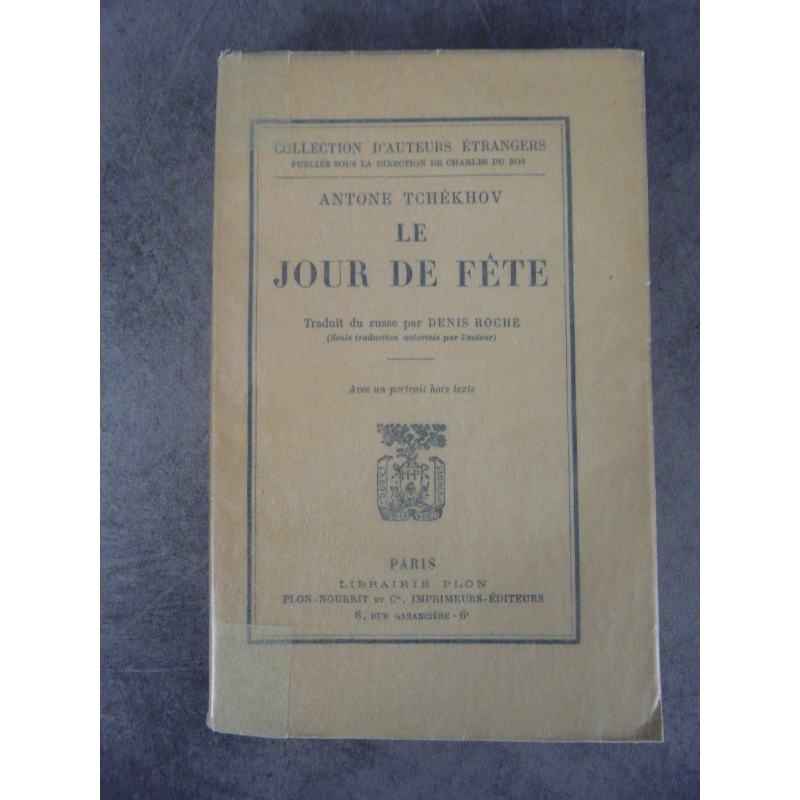 COLLECTION D'AUTEURS ÉTRANGERS
PUBLIÉS SOUS LA DIRECTION DE CHARLES DU BOS
ANTONE TCHÉKHOV
LE
JOUR DE FÊTE
Traduit du russe par DENIS ROCHE
(Seule traduction autorisée par l'auteur)
Avec un portrait hors texte
H·P
PARIS
LIBRAIRIE PLON
PLON-NOURRIT ET Cie, IMPRIMEURS-ÉDITEURS
8, RUE GARANCIÈRE - 6e